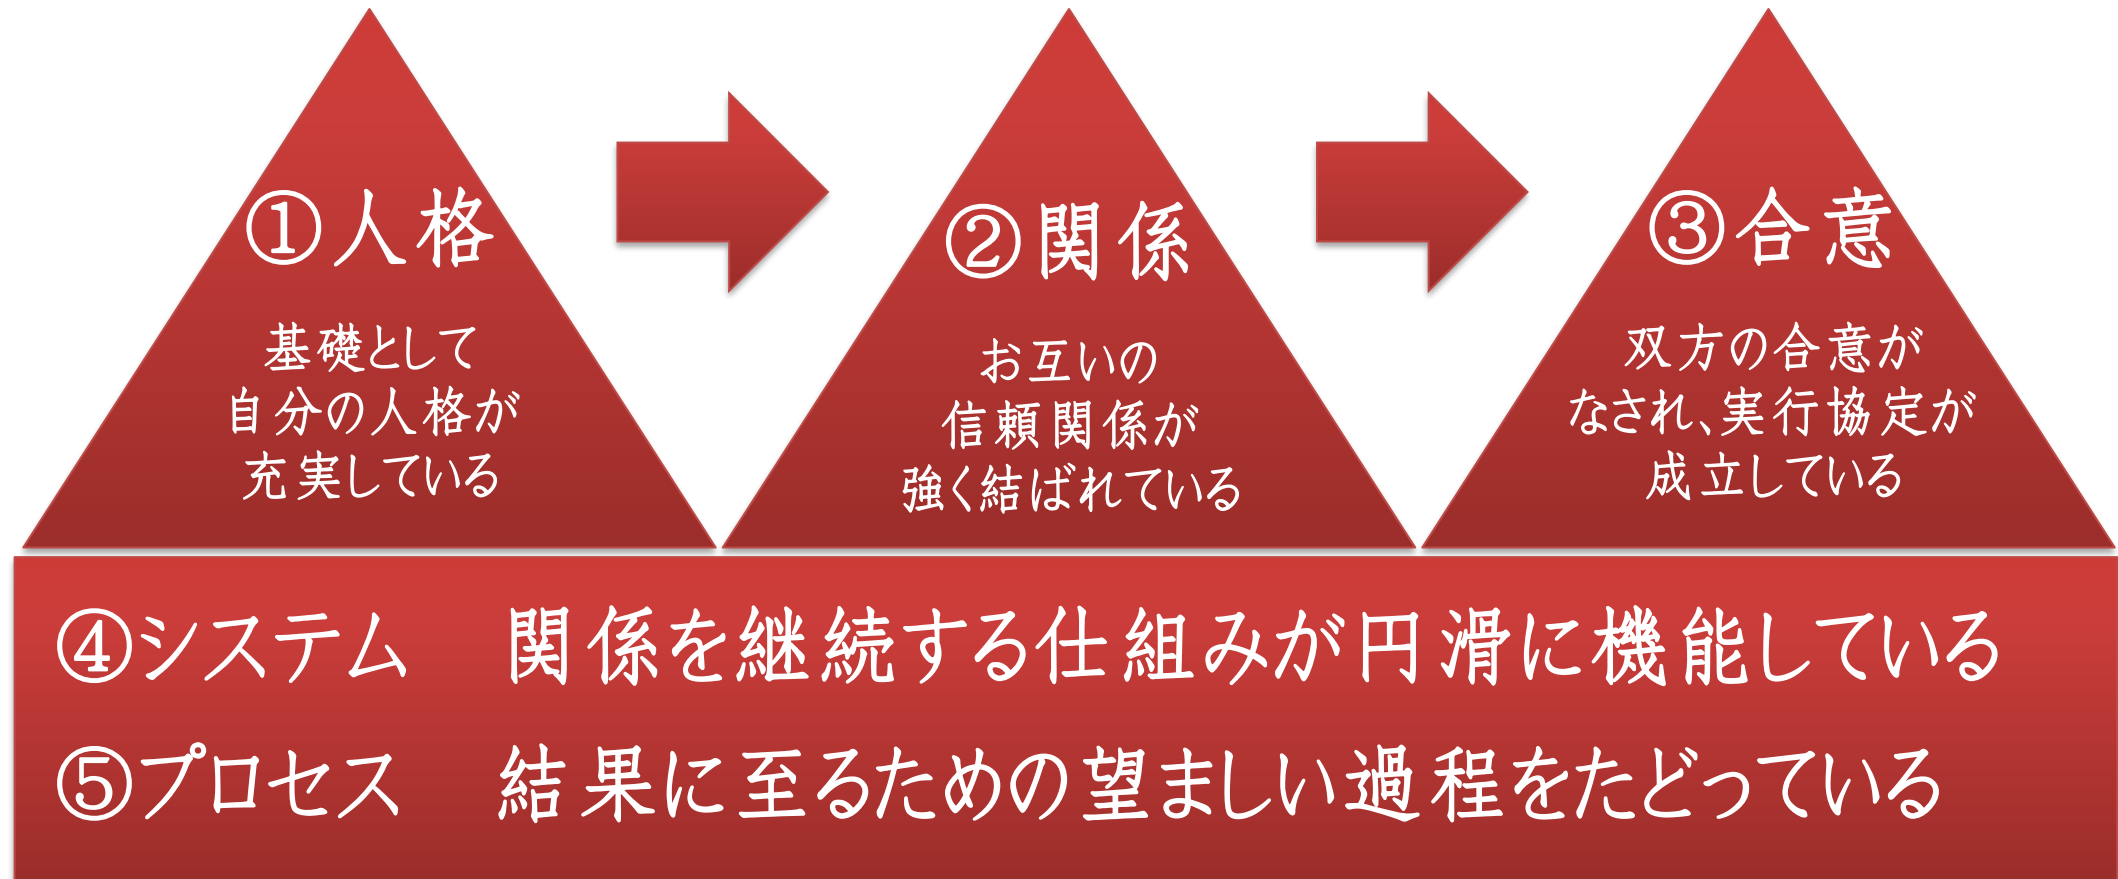 ①人格
基礎として
自分の人格が
充実している
②関係
お互いの
信頼関係が
強く結ばれている
③合意
双方の合意が
なされ、実行協定が
成立している
④システム　関係を継続する仕組みが円滑に機能している
⑤プロセス　結果に至るための望ましい過程をたどっている